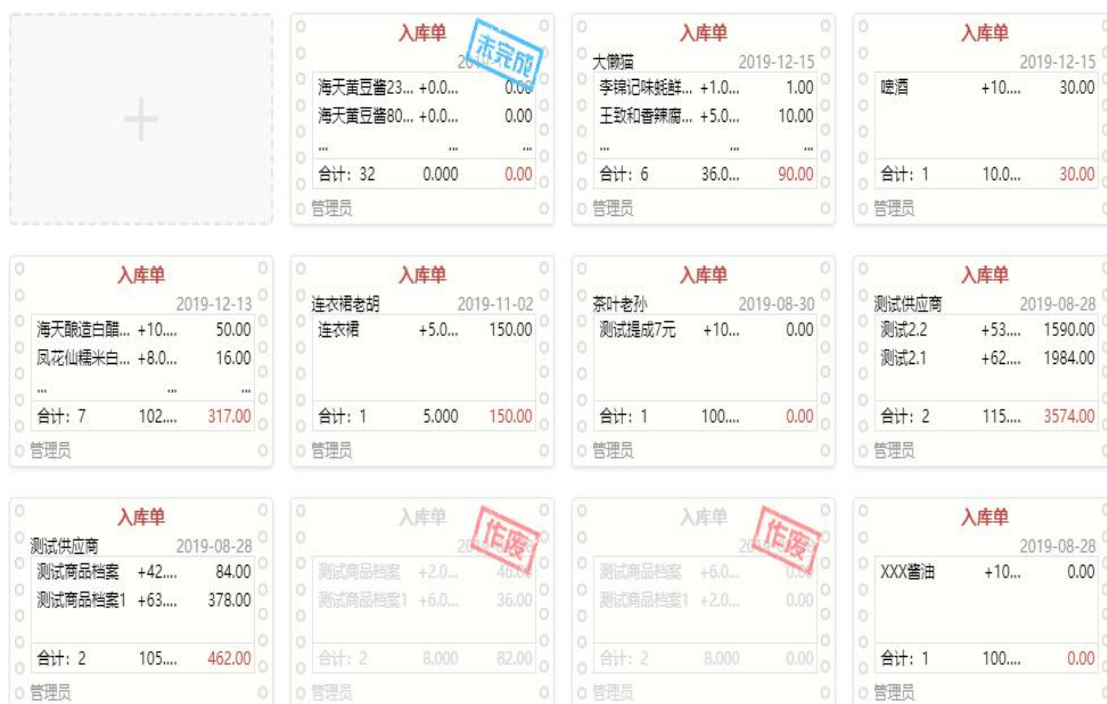 入库单
未完成
海天黄豆酱23... +0.0... 0.00
海天黄豆酱80... +0.0... 0.00
... ... ...
合计: 32 0.000 0.00
管理员
入库单
大懒猫 2019-12-15
李锦记味蚝鲜... +1.0... 1.00
王致和香辣腐... +5.0... 10.00
... ... ...
合计: 6 36.0... 90.00
管理员
入库单
2019-12-15
啤酒 +10.... 30.00
合计: 1 10.0... 30.00
管理员
入库单
2019-12-13
海天酿造白醋... +10.... 50.00
凤花仙糯米白... +8.0... 16.00
... ... ...
合计: 7 102.... 317.00
管理员
入库单
连衣裙老胡 2019-11-02
连衣裙 +5.0... 150.00
合计: 1 5.000 150.00
管理员
入库单
茶叶老孙 2019-08-30
测试提成7元 +10... 0.00
合计: 1 100.... 0.00
管理员
入库单
测试供应商 2019-08-28
测试2.2 +53.... 1590.00
测试2.1 +62.... 1984.00
合计: 2 115.... 3574.00
管理员
入库单
测试供应商 2019-08-28
测试商品档案 +42.... 84.00
测试商品档案1 +63.... 378.00
合计: 2 105.... 462.00
管理员
入库单
作废
测试商品档案 +2.0... 46.00
测试商品档案1 +6.0... 36.00
合计: 2 8.000 82.00
管理员
入库单
作废
测试商品档案 +6.0... 0.00
测试商品档案1 +2.0... 0.00
合计: 2 8.000 0.00
管理员
入库单
2019-08-28
XXX酱油 +10... 0.00
合计: 1 100.... 0.00
管理员